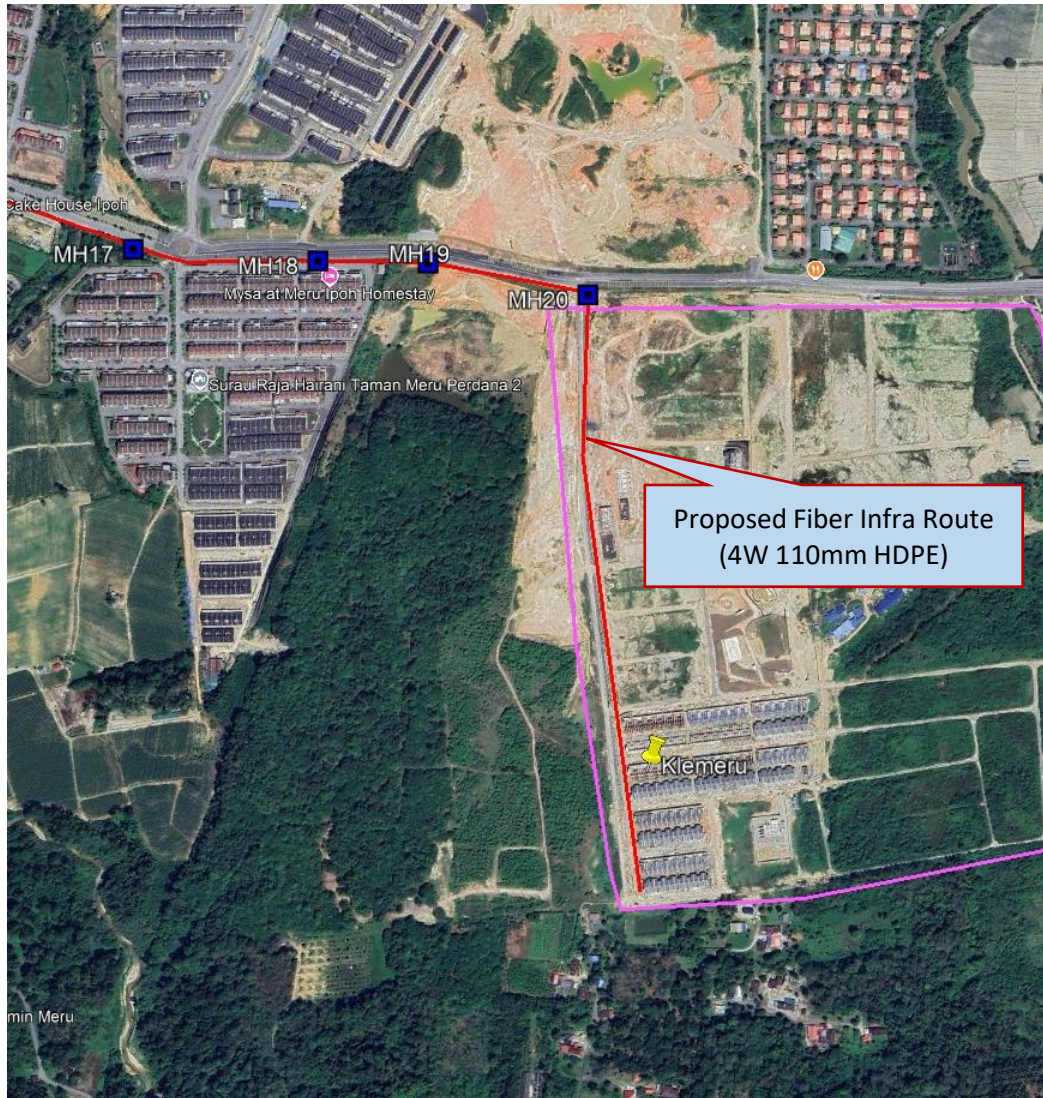 Cake House Ipoh
MH17
MH18
MH19
Mysa at Meru Ipoh Homestay
MH20
11
Surau Raja Hairani Taman Meru Perdana 2
Proposed Fiber Infra Route
(4W 110mm HDPE)
Klemeru
min Meru